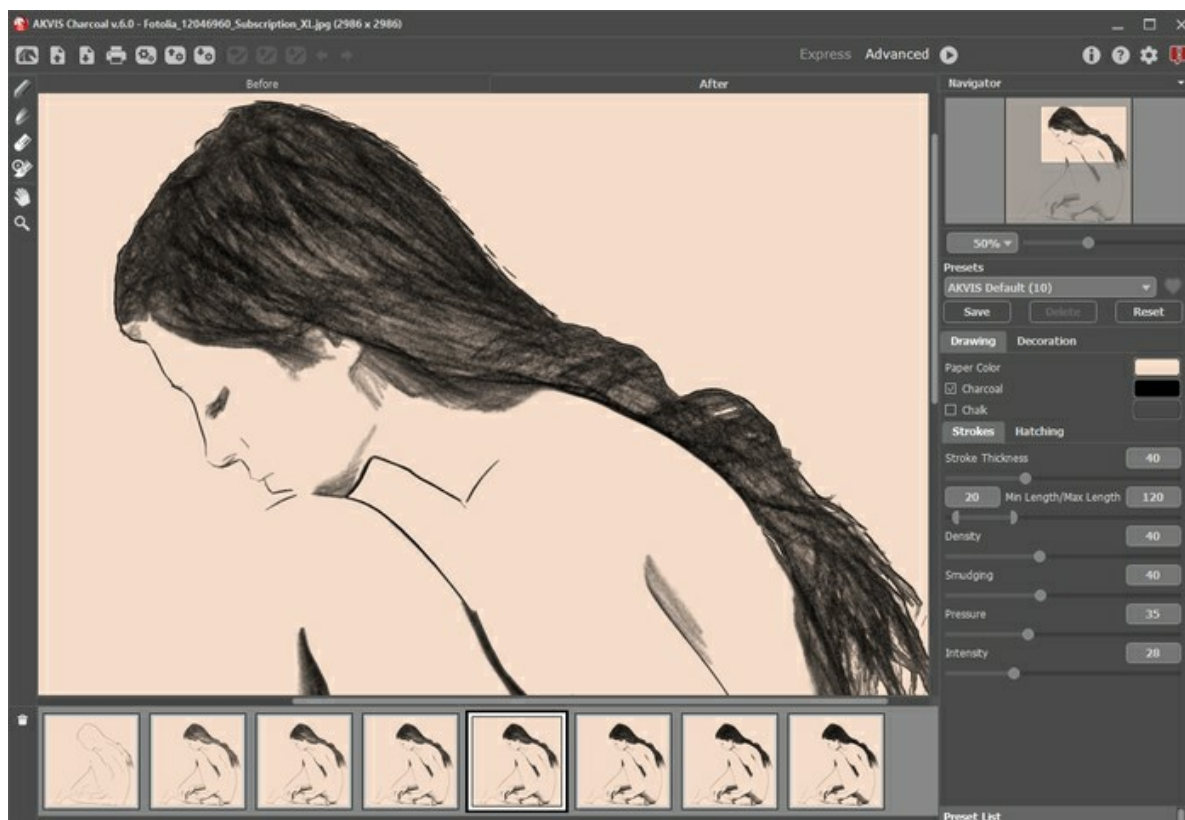 AKVIS Charcoal v.6.0 - Fotolia_12046960_Subscription_XL.jpg (2986 x 2986)
Express Advanced
Before After
Navigator
50%
Presets
AKVIS Default (10)
Save Delete Reset
Drawing Decoration
Paper Color
Charcoal
Chalk
Strokes Hatching
Stroke Thickness 40
20 Min Length/Max Length 120
Density 40
Smudging 40
Pressure 35
Intensity 28
Preset List